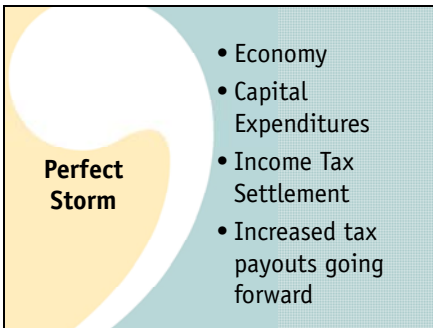 Perfect
Storm
• Economy
• Capital
Expenditures
• Income Tax
Settlement
• Increased tax
payouts going
forward